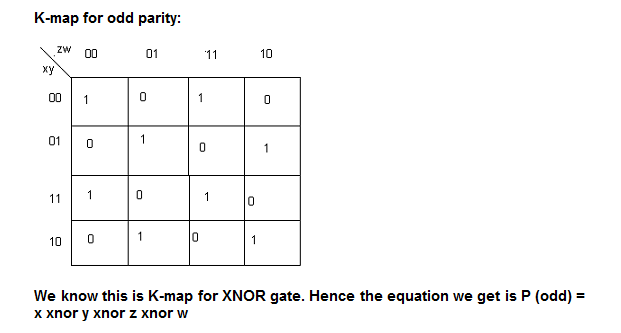 K-map for odd parity:
zw 00 01 11 10
xy
00 1 0 1 0
01 0 1 0 1
11 1 0 1 0
10 0 1 0 1
We know this is K-map for XNOR gate. Hence the equation we get is P (odd) =
x xnor y xnor z xnor w